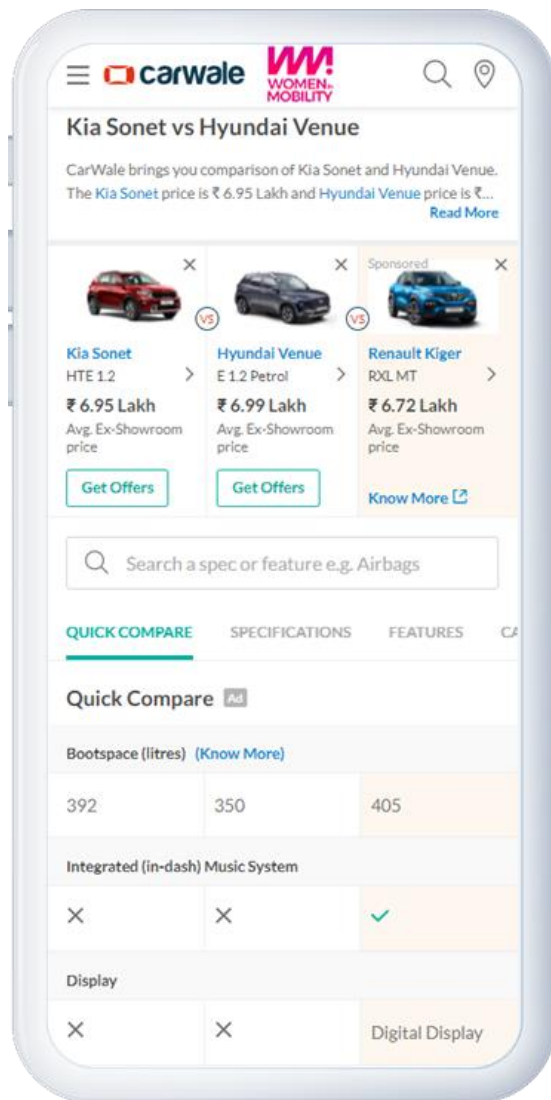 carwale
WOMEN IN
MOBILITY
Kia Sonet vs Hyundai Venue
CarWale brings you comparison of Kia Sonet and Hyundai Venue.
The Kia Sonet price is ₹ 6.95 Lakh and Hyundai Venue price is ₹...
Read More
Sponsored
VS
VS
Kia Sonet
HTE 1.2
₹ 6.95 Lakh
Avg. Ex-Showroom
price
Get Offers
Hyundai Venue
E 1.2 Petrol
₹ 6.99 Lakh
Avg. Ex-Showroom
price
Get Offers
Renault Kiger
RXL MT
₹ 6.72 Lakh
Avg. Ex-Showroom
price
Know More
Search a spec or feature e.g. Airbags
QUICK COMPARE SPECIFICATIONS FEATURES CA
Quick Compare Ad
Bootspace (litres) (Know More)
392 350 405
Integrated (in-dash) Music System
Display
Digital Display